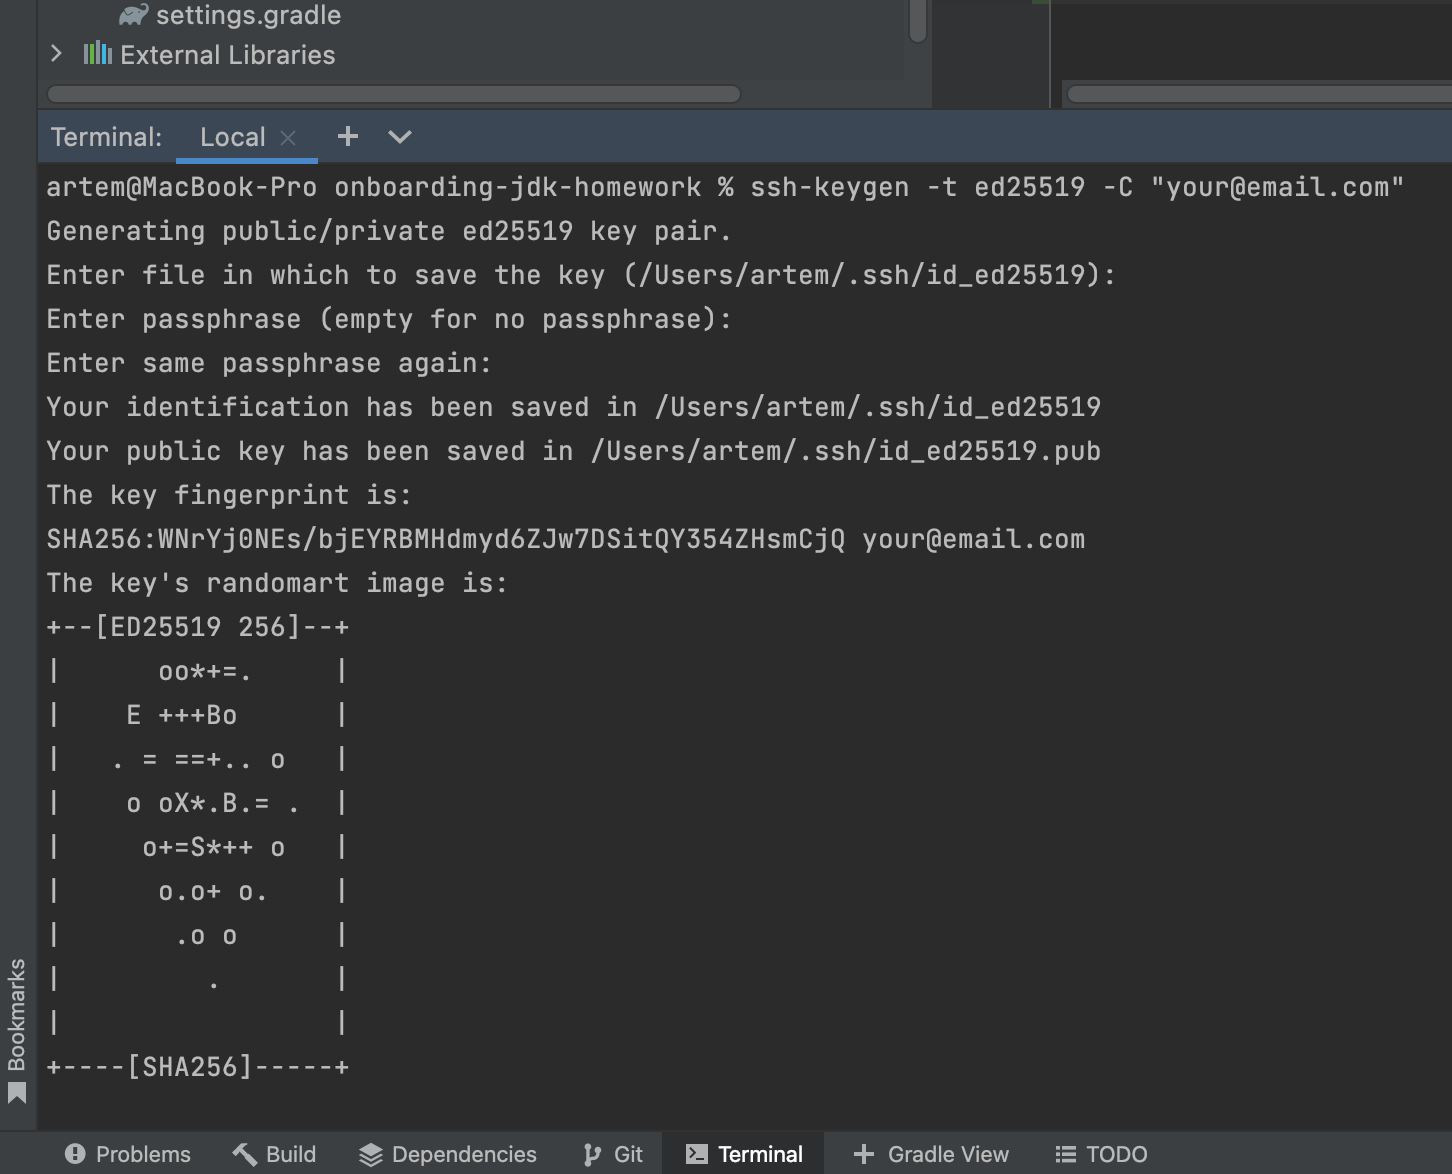 settings.gradle
External Libraries
Terminal: Local × + 
artem@MacBook-Pro onboarding-jdk-homework % ssh-keygen -t ed25519 -C "your@email.com"
Generating public/private ed25519 key pair.
Enter file in which to save the key (/Users/artem/.ssh/id_ed25519):
Enter passphrase (empty for no passphrase):
Enter same passphrase again:
Your identification has been saved in /Users/artem/.ssh/id_ed25519
Your public key has been saved in /Users/artem/.ssh/id_ed25519.pub
The key fingerprint is:
SHA256:WNrYj0NEs/bjEYRBMHdmyd6ZJw7DSitQY354ZHsmCjQ your@email.com
The key's randomart image is:
+--[ED25519 256]--+
|      oo*+=.     |
|    E +++Bo      |
|   . = ==+.. o   |
|    o oX*.B.= .  |
|     o+=S*++ o   |
|      o.o+ o.    |
|       .o o      |
|         .       |
|                 |
+----[SHA256]-----+
Bookmarks
Problems Build Dependencies Git Terminal Gradle View TODO